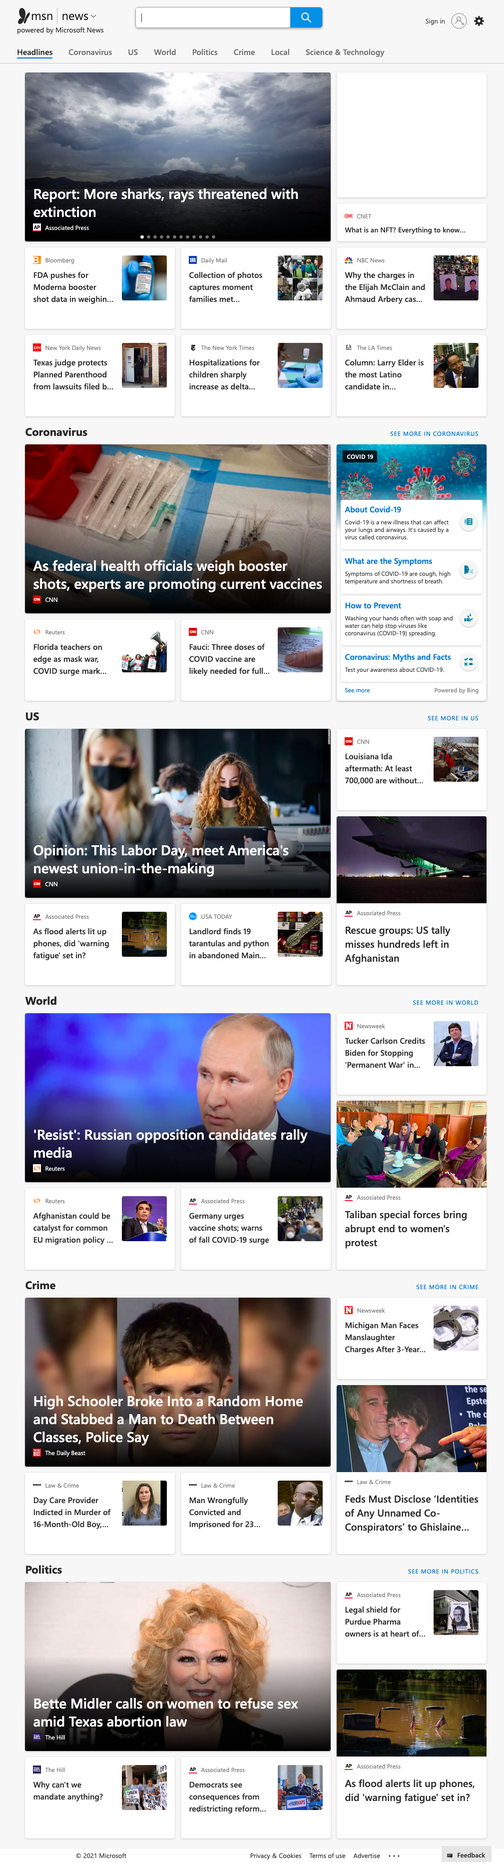 msn news
powered by Microsoft News
Sign in
Headlines Coronavirus US World Politics Crime Local Science & Technology
Report: More sharks, rays threatened with
extinction
Associated Press
CNET
What is an NFT? Everything to know...
Bloomberg
FDA pushes for
Moderna booster
shot data in weighin...
Daily Mail
Collection of photos
captures moment
families met...
NBC News
Why the charges in
the Elijah McClain and
Ahmaud Arbery cas...
New York Daily News
Texas judge protects
Planned Parenthood
from lawsuits filed b...
The New York Times
Hospitalizations for
children sharply
increase as delta...
The LA Times
Column: Larry Elder is
the most Latino
candidate in...
Coronavirus
SEE MORE IN CORONAVIRUS
As federal health officials weigh booster
shots, experts are promoting current vaccines
CNN
COVID 19
About Covid-19
Covid-19 is a new illness that can affect
your lungs and airways. It's caused by a
virus called coronavirus.
What are the Symptoms
Symptoms of COVID-19 are cough, high
temperature and shortness of breath.
How to Prevent
Washing your hands often with soap and
water can help stop viruses like
coronavirus (COVID-19) spreading.
Coronavirus: Myths and Facts
Test your awareness about COVID-19.
See more
Powered by Bing
Reuters
Florida teachers on
edge as mask war,
COVID surge mark...
CNN
Fauci: Three doses of
COVID vaccine are
likely needed for full...
US
SEE MORE IN US
Opinion: This Labor Day, meet America's
newest union-in-the-making
CNN
CNN
Louisiana Ida
aftermath: At least
700,000 are without...
Associated Press
Rescue groups: US tally
misses hundreds left in
Afghanistan
Associated Press
As flood alerts lit up
phones, did 'warning
fatigue' set in?
USA TODAY
Landlord finds 19
tarantulas and python
in abandoned Main...
World
SEE MORE IN WORLD
'Resist': Russian opposition candidates rally
media
Reuters
Newsweek
Tucker Carlson Credits
Biden for Stopping
'Permanent War' in...
Associated Press
Taliban special forces bring
abrupt end to women's
protest
Reuters
Afghanistan could be
catalyst for common
EU migration policy ...
Associated Press
Germany urges
vaccine shots; warns
of fall COVID-19 surge
Crime
SEE MORE IN CRIME
High Schooler Broke Into a Random Home
and Stabbed a Man to Death Between
Classes, Police Say
The Daily Beast
Newsweek
Michigan Man Faces
Manslaughter
Charges After 3-Year...
Law & Crime
Feds Must Disclose 'Identities
of Any Unnamed Co-
Conspirators' to Ghislaine...
Law & Crime
Day Care Provider
Indicted in Murder of
16-Month-Old Boy,...
Law & Crime
Man Wrongfully
Convicted and
Imprisoned for 23...
Politics
SEE MORE IN POLITICS
Bette Midler calls on women to refuse sex
amid Texas abortion law
The Hill
Associated Press
Legal shield for
Purdue Pharma
owners is at heart of...
Associated Press
As flood alerts lit up phones,
did 'warning fatigue' set in?
The Hill
Why can't we
mandate anything?
Associated Press
Democrats see
consequences from
redistricting reform...
© 2021 Microsoft
Privacy & Cookies Terms of use Advertise ...
Feedback